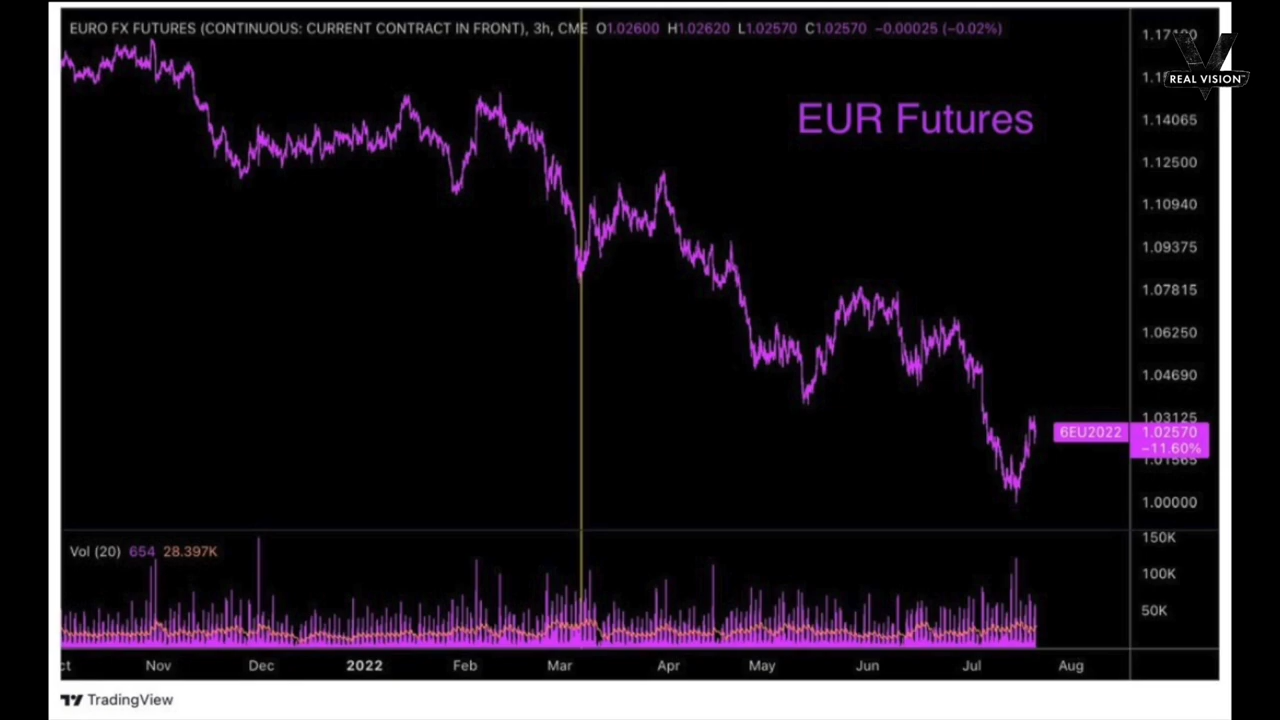 EURO FX FUTURES (CONTINUOUS: CURRENT CONTRACT IN FRONT), 3h, CME O1.02600 H1.02620 L1.02570 C1.02570 −0.00025 (−0.02%)
REAL VISION™
EUR Futures
1.14065
1.12500
1.10940
1.09375
1.07815
1.06250
1.04690
1.03125
6EU2022 1.02570
−11.60%
1.01565
1.00000
150K
Vol (20) 654 28.397K
100K
50K
Nov Dec 2022 Feb Mar Apr May Jun Jul Aug
TradingView